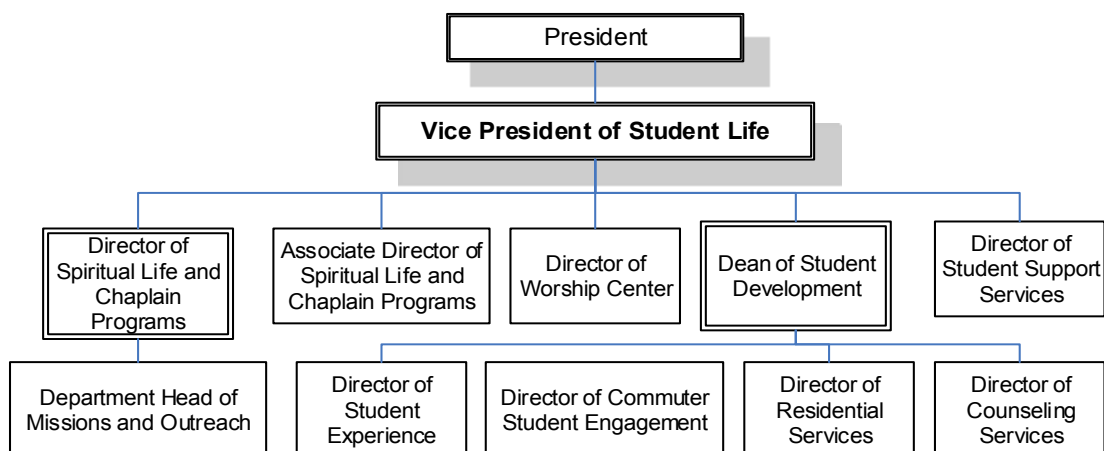 President
Vice President of Student Life
Director of
Spiritual Life and
Chaplain
Programs
Associate Director of
Spiritual Life and
Chaplain Programs
Director of
Worship Center
Dean of Student
Development
Director of
Student Support
Services
Department Head of
Missions and Outreach
Director of
Student
Experience
Director of Commuter
Student Engagement
Director of
Residential
Services
Director of
Counseling
Services